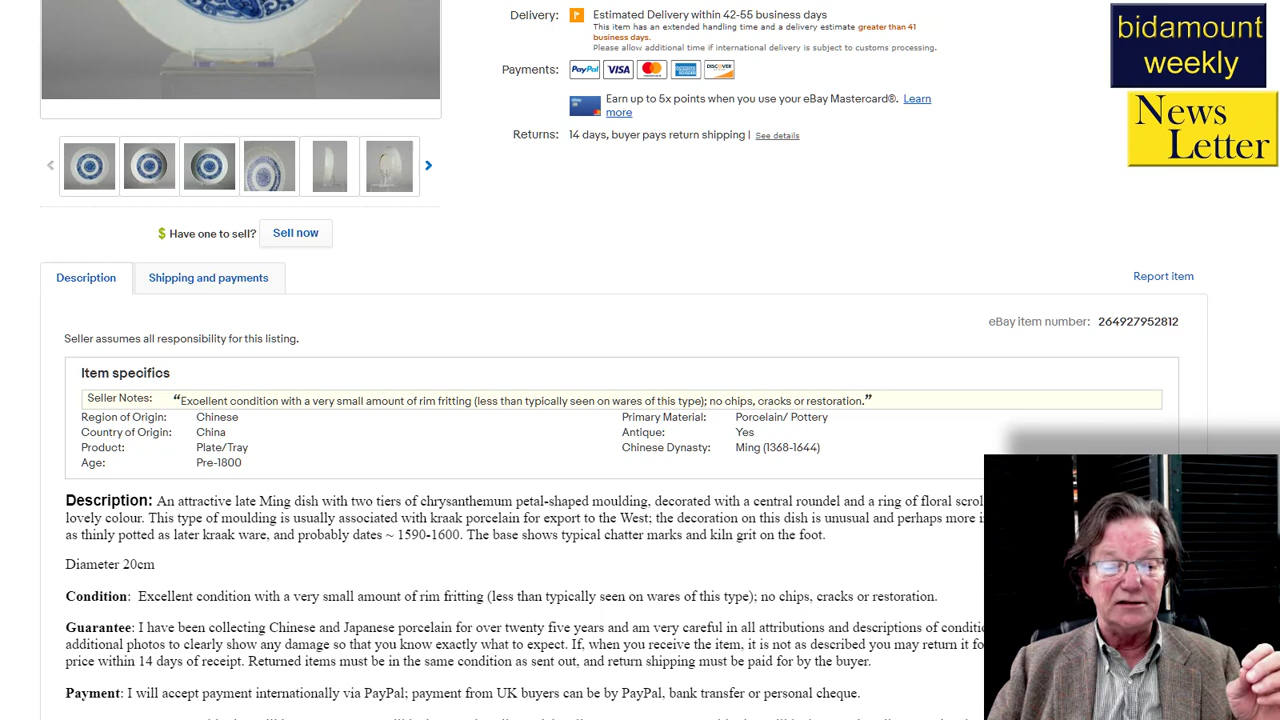 Delivery: Estimated Delivery within 42-55 business days
This item has an extended handling time and a delivery estimate greater than 41
business days.
Please allow additional time if international delivery is subject to customs processing.
Payments: PayPal VISA
Earn up to 5x points when you use your eBay Mastercard®. Learn
more
Returns: 14 days, buyer pays return shipping | See details
bidamount
weekly
News
Letter
$ Have one to sell? Sell now
Description Shipping and payments Report item
eBay item number: 264927952812
Seller assumes all responsibility for this listing.
Item specifics
Seller Notes: “Excellent condition with a very small amount of rim fritting (less than typically seen on wares of this type); no chips, cracks or restoration.”
Region of Origin: Chinese Primary Material: Porcelain/ Pottery
Country of Origin: China Antique: Yes
Product: Plate/Tray Chinese Dynasty: Ming (1368-1644)
Age: Pre-1800
Description: An attractive late Ming dish with two tiers of chrysanthemum petal-shaped moulding, decorated with a central roundel and a ring of floral scrol
lovely colour. This type of moulding is usually associated with kraak porcelain for export to the West; the decoration on this dish is unusual and perhaps more i
as thinly potted as later kraak ware, and probably dates ~ 1590-1600. The base shows typical chatter marks and kiln grit on the foot.
Diameter 20cm
Condition: Excellent condition with a very small amount of rim fritting (less than typically seen on wares of this type); no chips, cracks or restoration.
Guarantee: I have been collecting Chinese and Japanese porcelain for over twenty five years and am very careful in all attributions and descriptions of conditio
additional photos to clearly show any damage so that you know exactly what to expect. If, when you receive the item, it is not as described you may return it fo
price within 14 days of receipt. Returned items must be in the same condition as sent out, and return shipping must be paid for by the buyer.
Payment: I will accept payment internationally via PayPal; payment from UK buyers can be by PayPal, bank transfer or personal cheque.